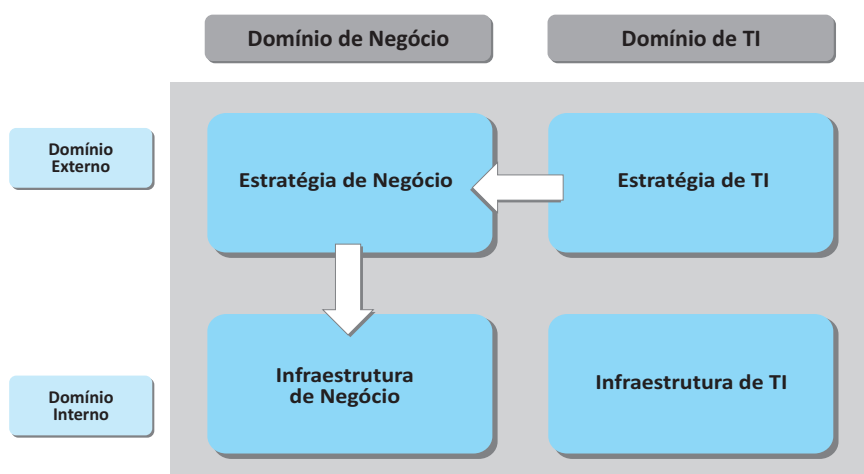 Domínio de Negócio
Domínio de TI
Domínio
Externo
Estratégia de Negócio
Estratégia de TI
Domínio
Interno
Infraestrutura
de Negócio
Infraestrutura de TI